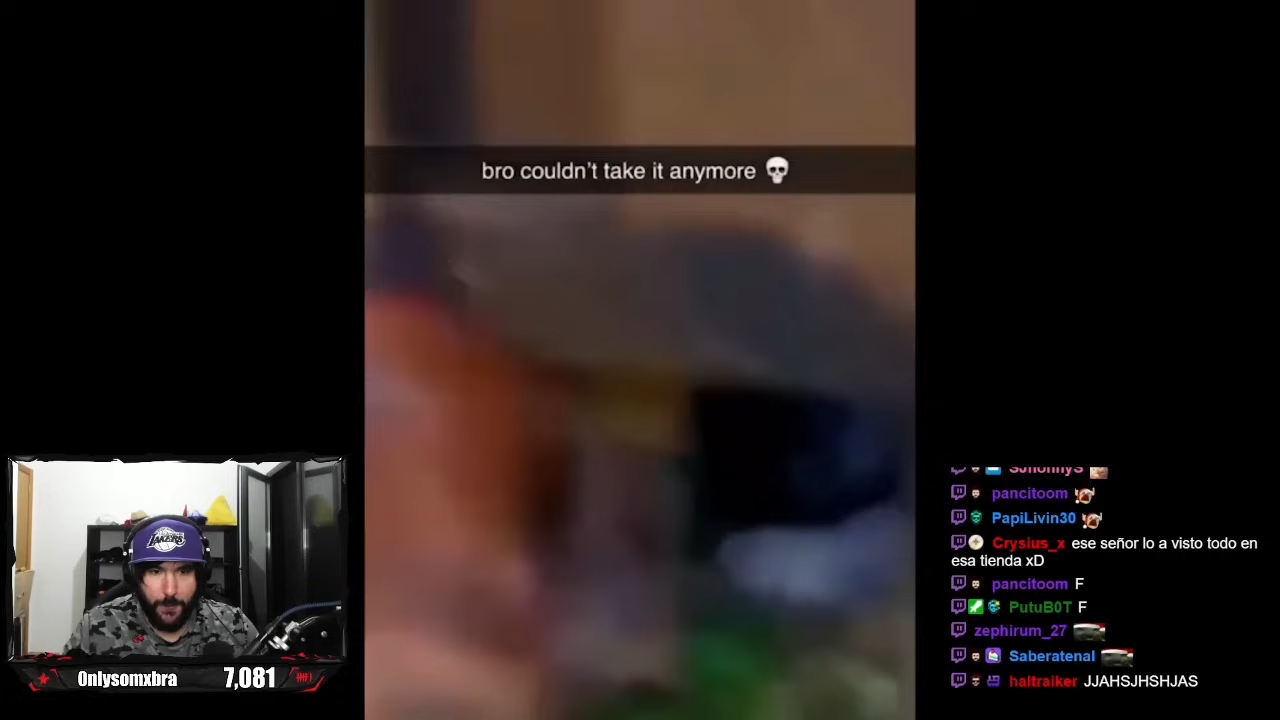 bro couldn't take it anymore 💀
LAKERS
SJhonnyS
pancitoom
PapiLivin30
Crysius_x ese señor lo a visto todo en
esa tienda xD
pancitoom F
PutuB0T F
zephirum_27
Saberatenal
haltraiker JJAHSJHSHJAS
Onlysomxbra 7,081